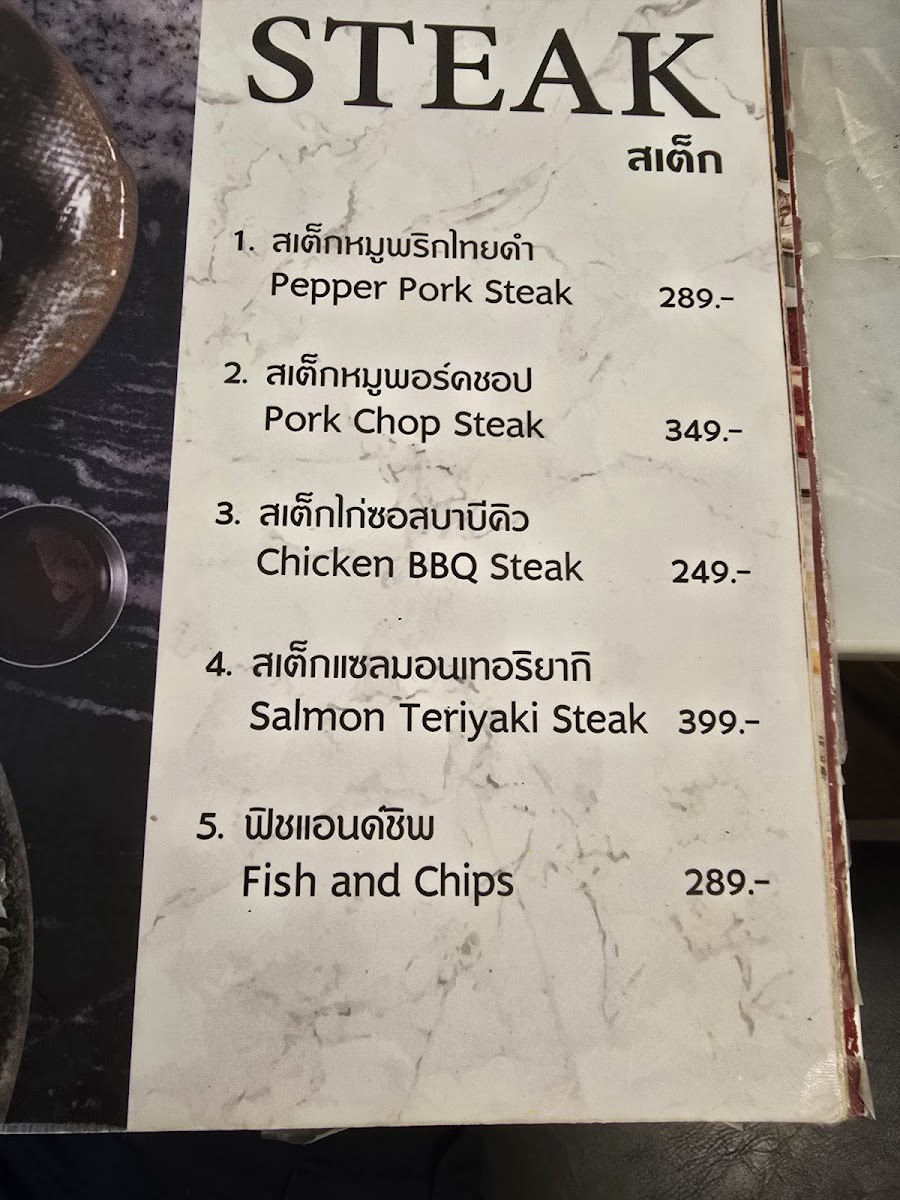 STEAK
สเต็ก
1. สเต็กหมูพริกไทยดำ
Pepper Pork Steak 289.-
2. สเต็กหมูพอร์คชอป
Pork Chop Steak 349.-
3. สเต็กไก่ซอสบาบีคิว
Chicken BBQ Steak 249.-
4. สเต็กแซลมอนเทอริยากิ
Salmon Teriyaki Steak 399.-
5. ฟิชแอนด์ชิพ
Fish and Chips 289.-